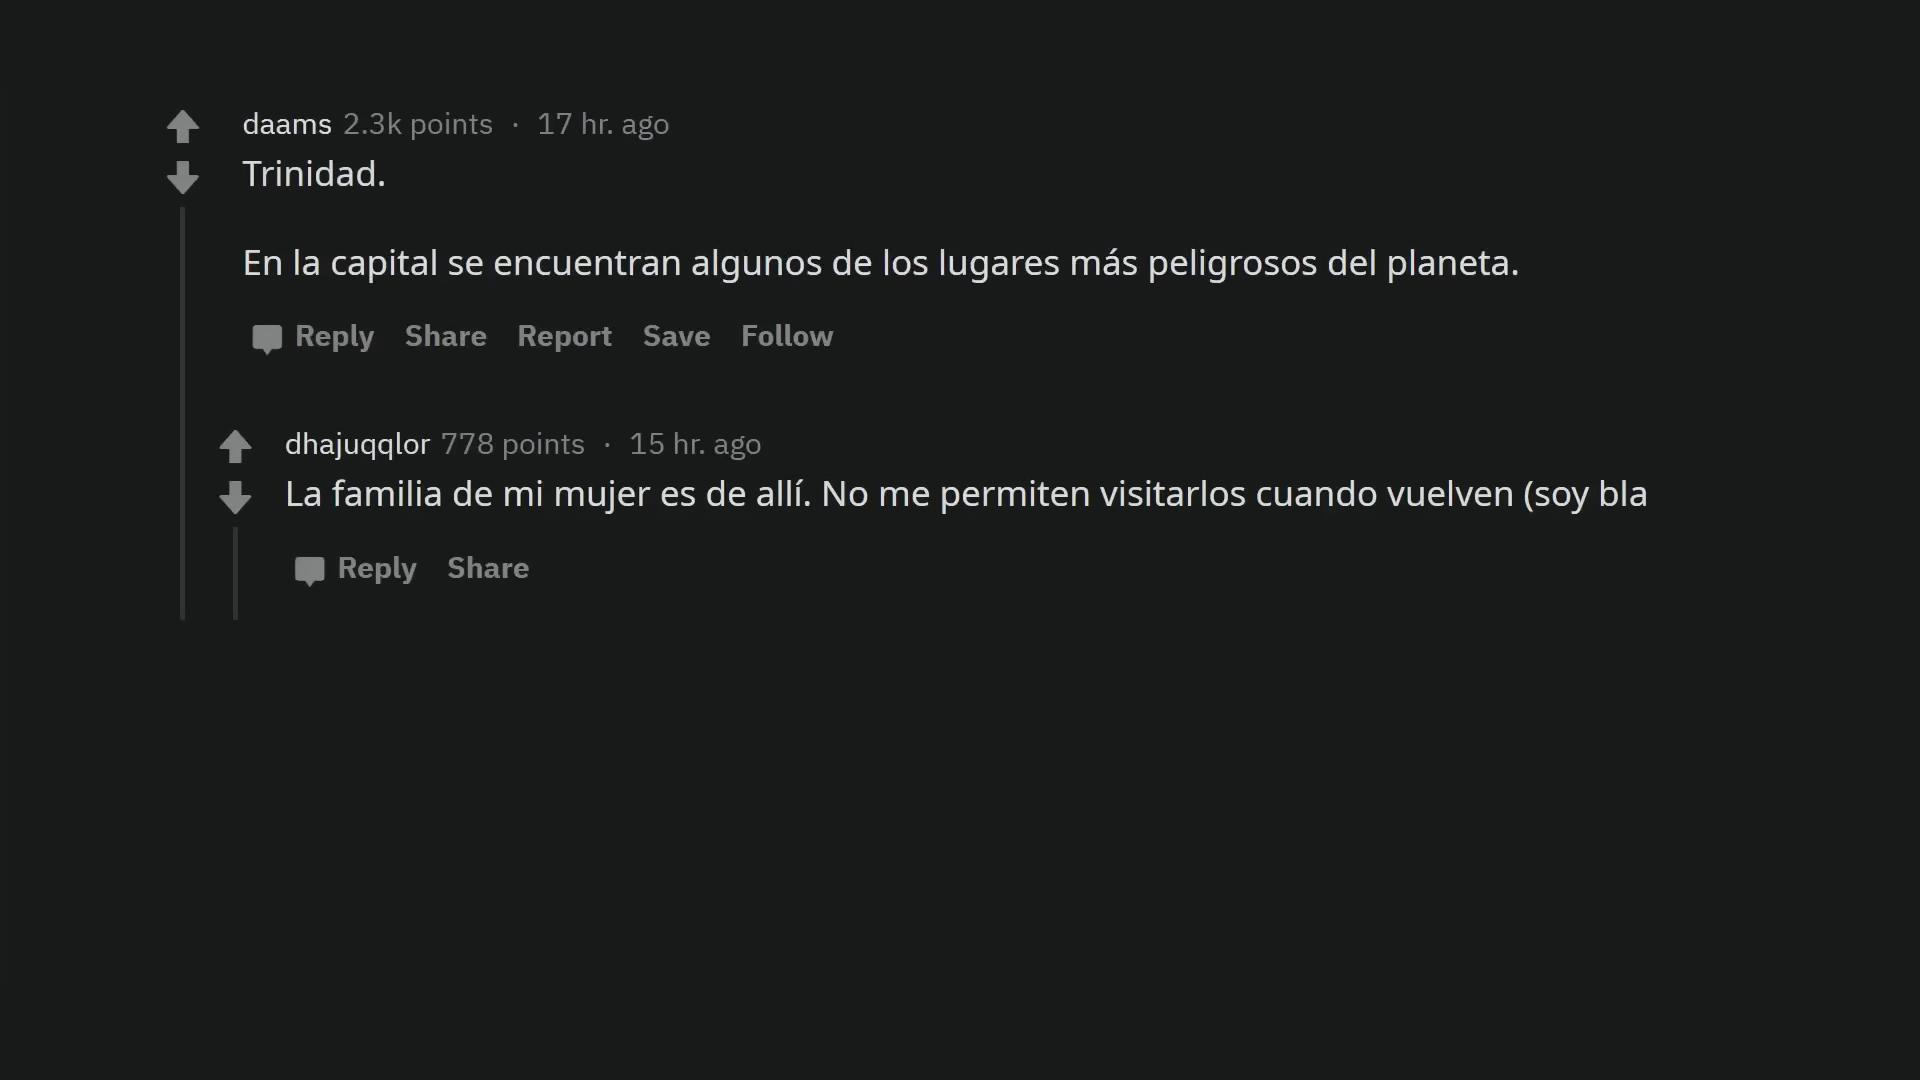 daams 2.3k points · 17 hr. ago
Trinidad.
En la capital se encuentran algunos de los lugares más peligrosos del planeta.
Reply Share Report Save Follow
dhajuqqlor 778 points · 15 hr. ago
La familia de mi mujer es de allí. No me permiten visitarlos cuando vuelven (soy bla
Reply Share